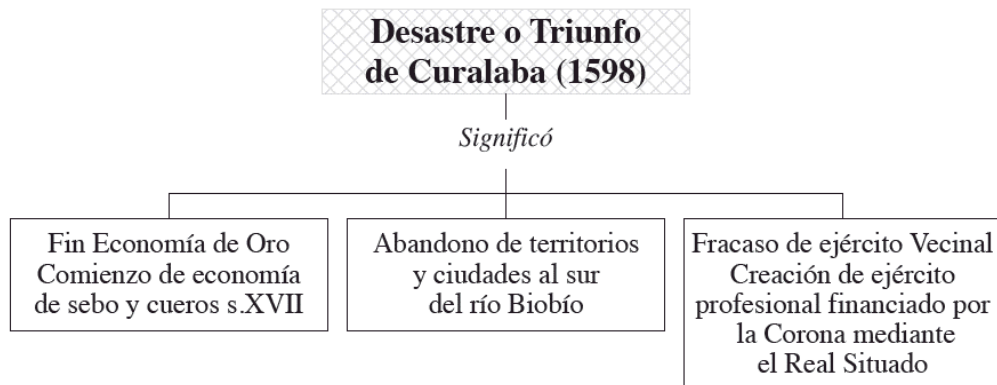 Desastre o Triunfo
de Curalaba (1598)
Significó
Fin Economía de Oro
Comienzo de economía
de sebo y cueros s.XVII
Abandono de territorios
y ciudades al sur
del río Biobío
Fracaso de ejército Vecinal
Creación de ejército
profesional financiado por
la Corona mediante
el Real Situado